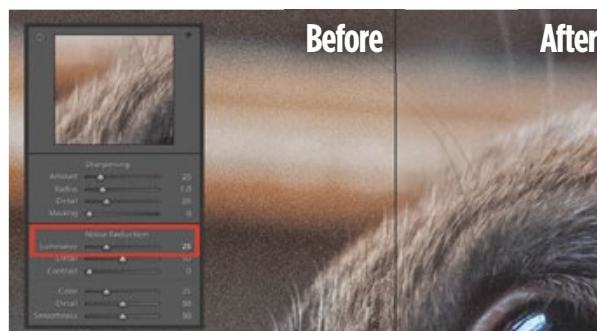 Before
After
Sharpening
Amount 25
Radius 1.0
Detail 25
Masking 0
Noise Reduction
Luminance 25
Detail 50
Contrast 0
Color 25
Detail 50
Smoothness 50